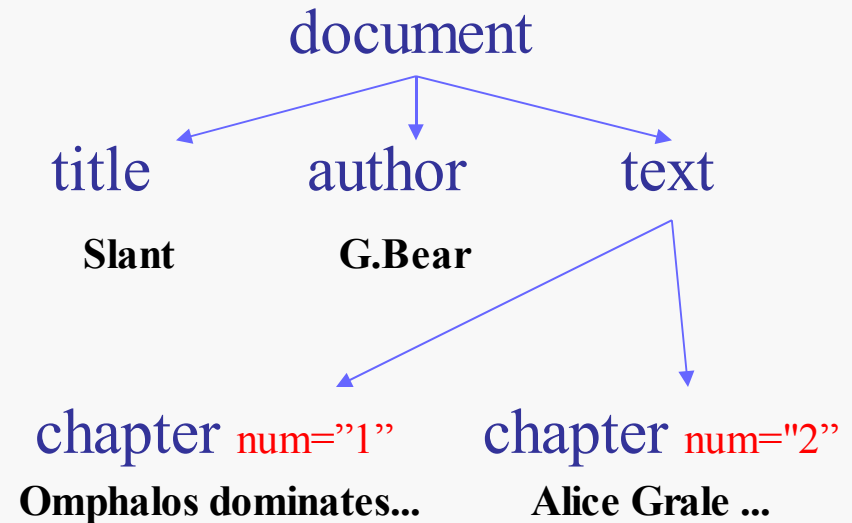 document
title author text
Slant G.Bear
chapter num=”1” chapter num="2”
Omphalos dominates... Alice Grale ...